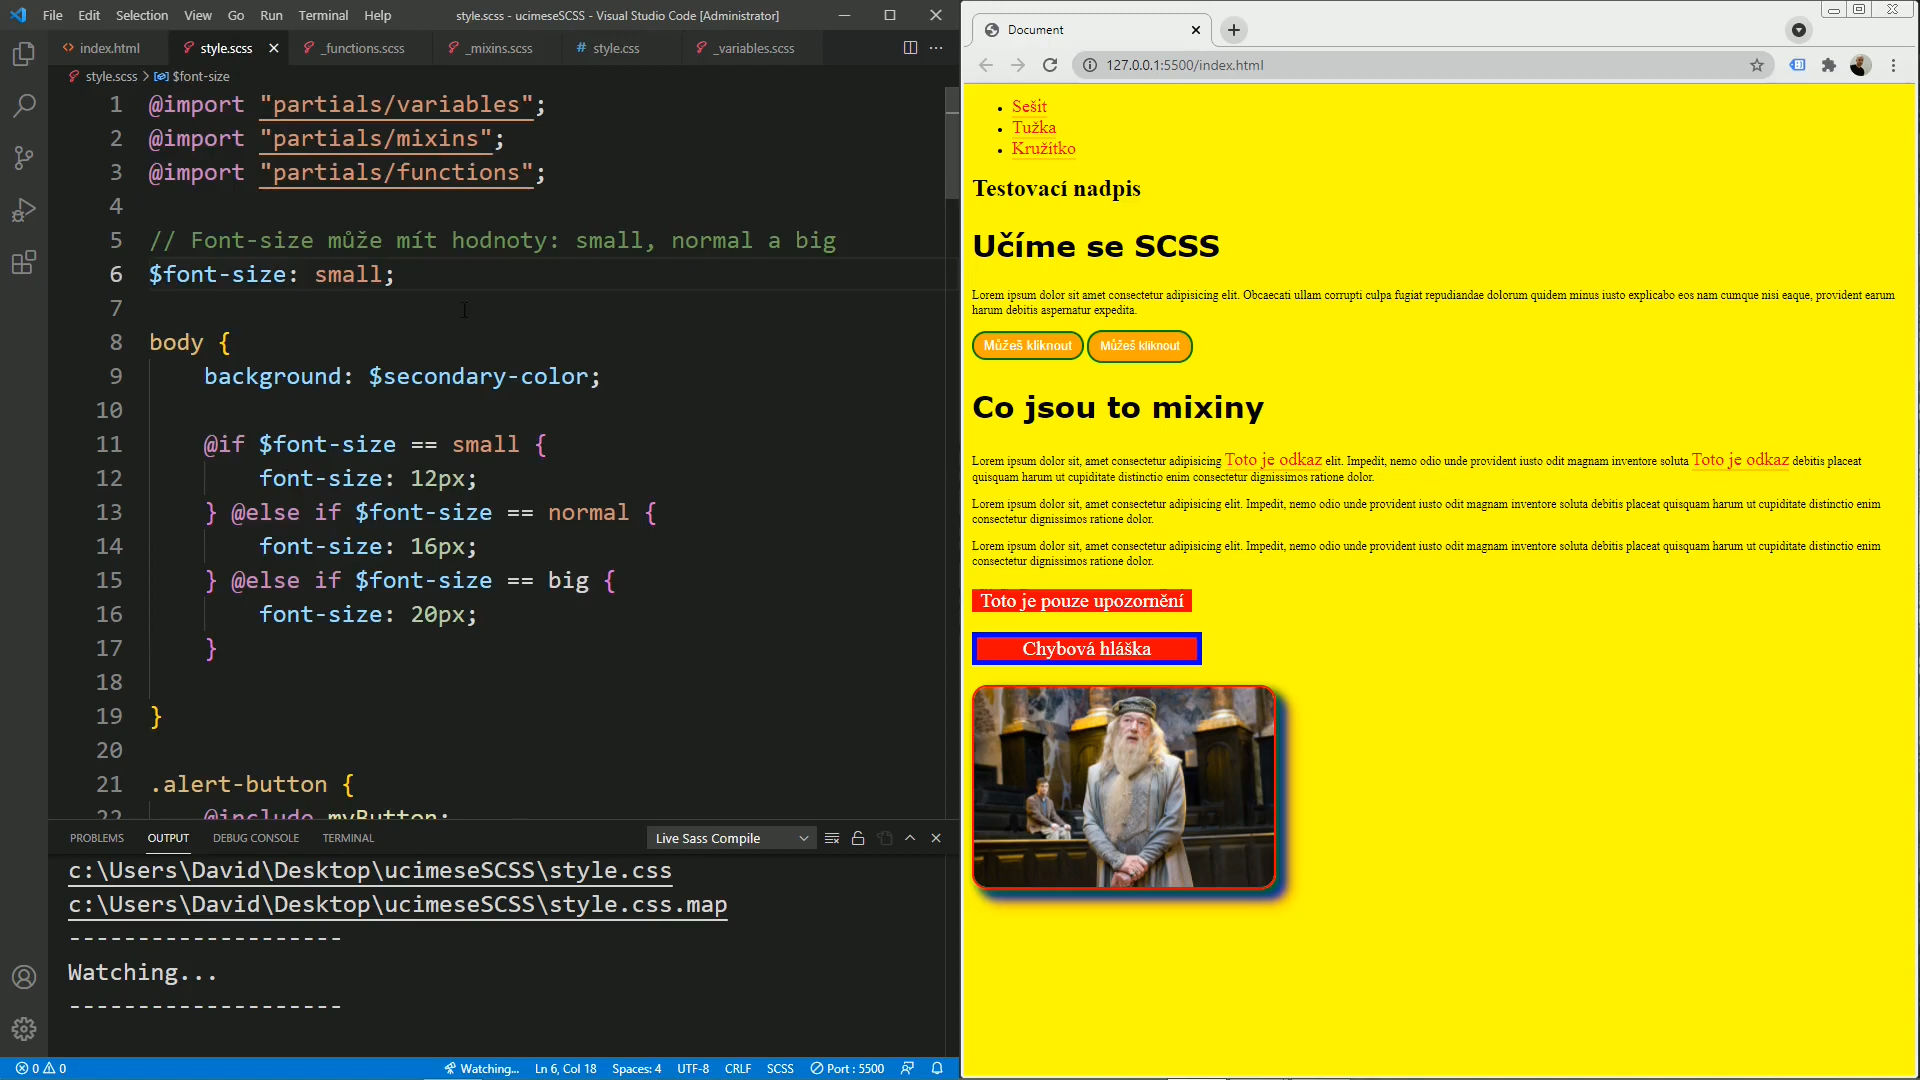 File Edit Selection View Go Run Terminal Help
style.scss - ucimeseSCSS - Visual Studio Code [Administrator]
index.html
style.scss
_functions.scss
_mixins.scss
style.css
_variables.scss
style.scss > $font-size
1 @import "partials/variables";
2 @import "partials/mixins";
3 @import "partials/functions";
4
5 // Font-size může mít hodnoty: small, normal a big
6 $font-size: small;
7
8 body {
9 background: $secondary-color;
10
11 @if $font-size == small {
12 font-size: 12px;
13 } @else if $font-size == normal {
14 font-size: 16px;
15 } @else if $font-size == big {
16 font-size: 20px;
17 }
18
19 }
20
21 .alert-button {
22 @include myButton;
PROBLEMS OUTPUT DEBUG CONSOLE TERMINAL
Live Sass Compile
c:\Users\David\Desktop\ucimeseSCSS\style.css
c:\Users\David\Desktop\ucimeseSCSS\style.css.map
--------------------
Watching...
--------------------
0 0
Watching... Ln 6, Col 18 Spaces: 4 UTF-8 CRLF SCSS Port : 5500
Document
127.0.0.1:5500/index.html
Sešit
Tužka
Kružítko
Testovací nadpis
Učíme se SCSS
Lorem ipsum dolor sit amet consectetur adipisicing elit. Obcaecati ullam corrupti culpa fugiat repudiandae dolorum quidem minus iusto explicabo eos nam cumque nisi eaque, provident earum
harum debitis aspernatur expedita.
Můžeš kliknout Můžeš kliknout
Co jsou to mixiny
Lorem ipsum dolor sit, amet consectetur adipisicing Toto je odkaz elit. Impedit, nemo odio unde provident iusto odit magnam inventore soluta Toto je odkaz debitis placeat
quisquam harum ut cupiditate distinctio enim consectetur dignissimos ratione dolor.
Lorem ipsum dolor sit, amet consectetur adipisicing elit. Impedit, nemo odio unde provident iusto odit magnam inventore soluta debitis placeat quisquam harum ut cupiditate distinctio enim
consectetur dignissimos ratione dolor.
Lorem ipsum dolor sit, amet consectetur adipisicing elit. Impedit, nemo odio unde provident iusto odit magnam inventore soluta debitis placeat quisquam harum ut cupiditate distinctio enim
consectetur dignissimos ratione dolor.
Toto je pouze upozornění
Chybová hláška